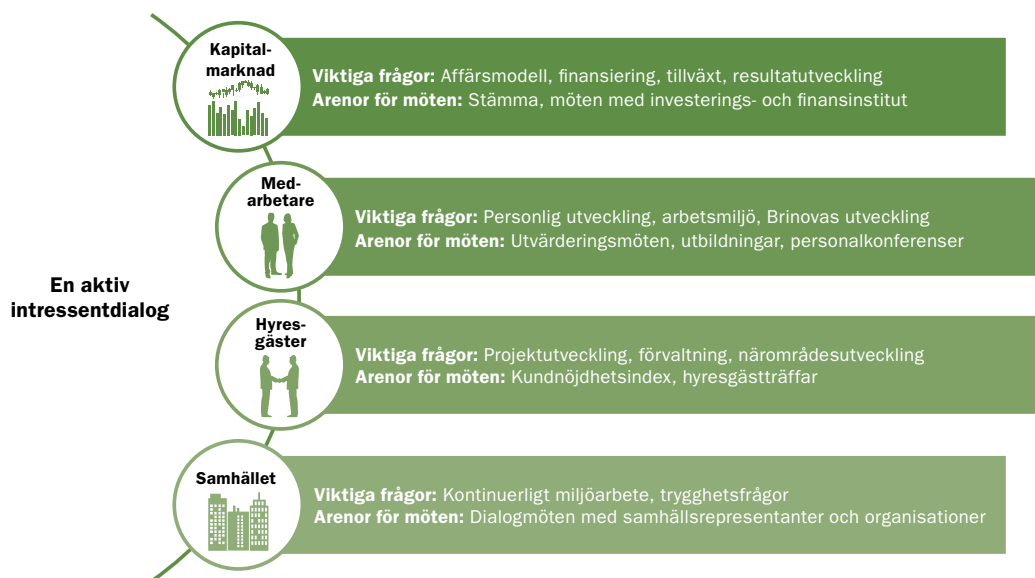 En aktiv
intressentdialog
Kapital-
marknad
Viktiga frågor: Affärsmodell, finansiering, tillväxt, resultatutveckling
Arenor för möten: Stämma, möten med investerings- och finansinstitut
Med-
arbetare
Viktiga frågor: Personlig utveckling, arbetsmiljö, Brinovas utveckling
Arenor för möten: Utvärderingsmöten, utbildningar, personalkonferenser
Hyres-
gäster
Viktiga frågor: Projektutveckling, förvaltning, närområdesutveckling
Arenor för möten: Kundnöjdhetsindex, hyresgästträffar
Samhället
Viktiga frågor: Kontinuerligt miljöarbete, trygghetsfrågor
Arenor för möten: Dialogmöten med samhällsrepresentanter och organisationer